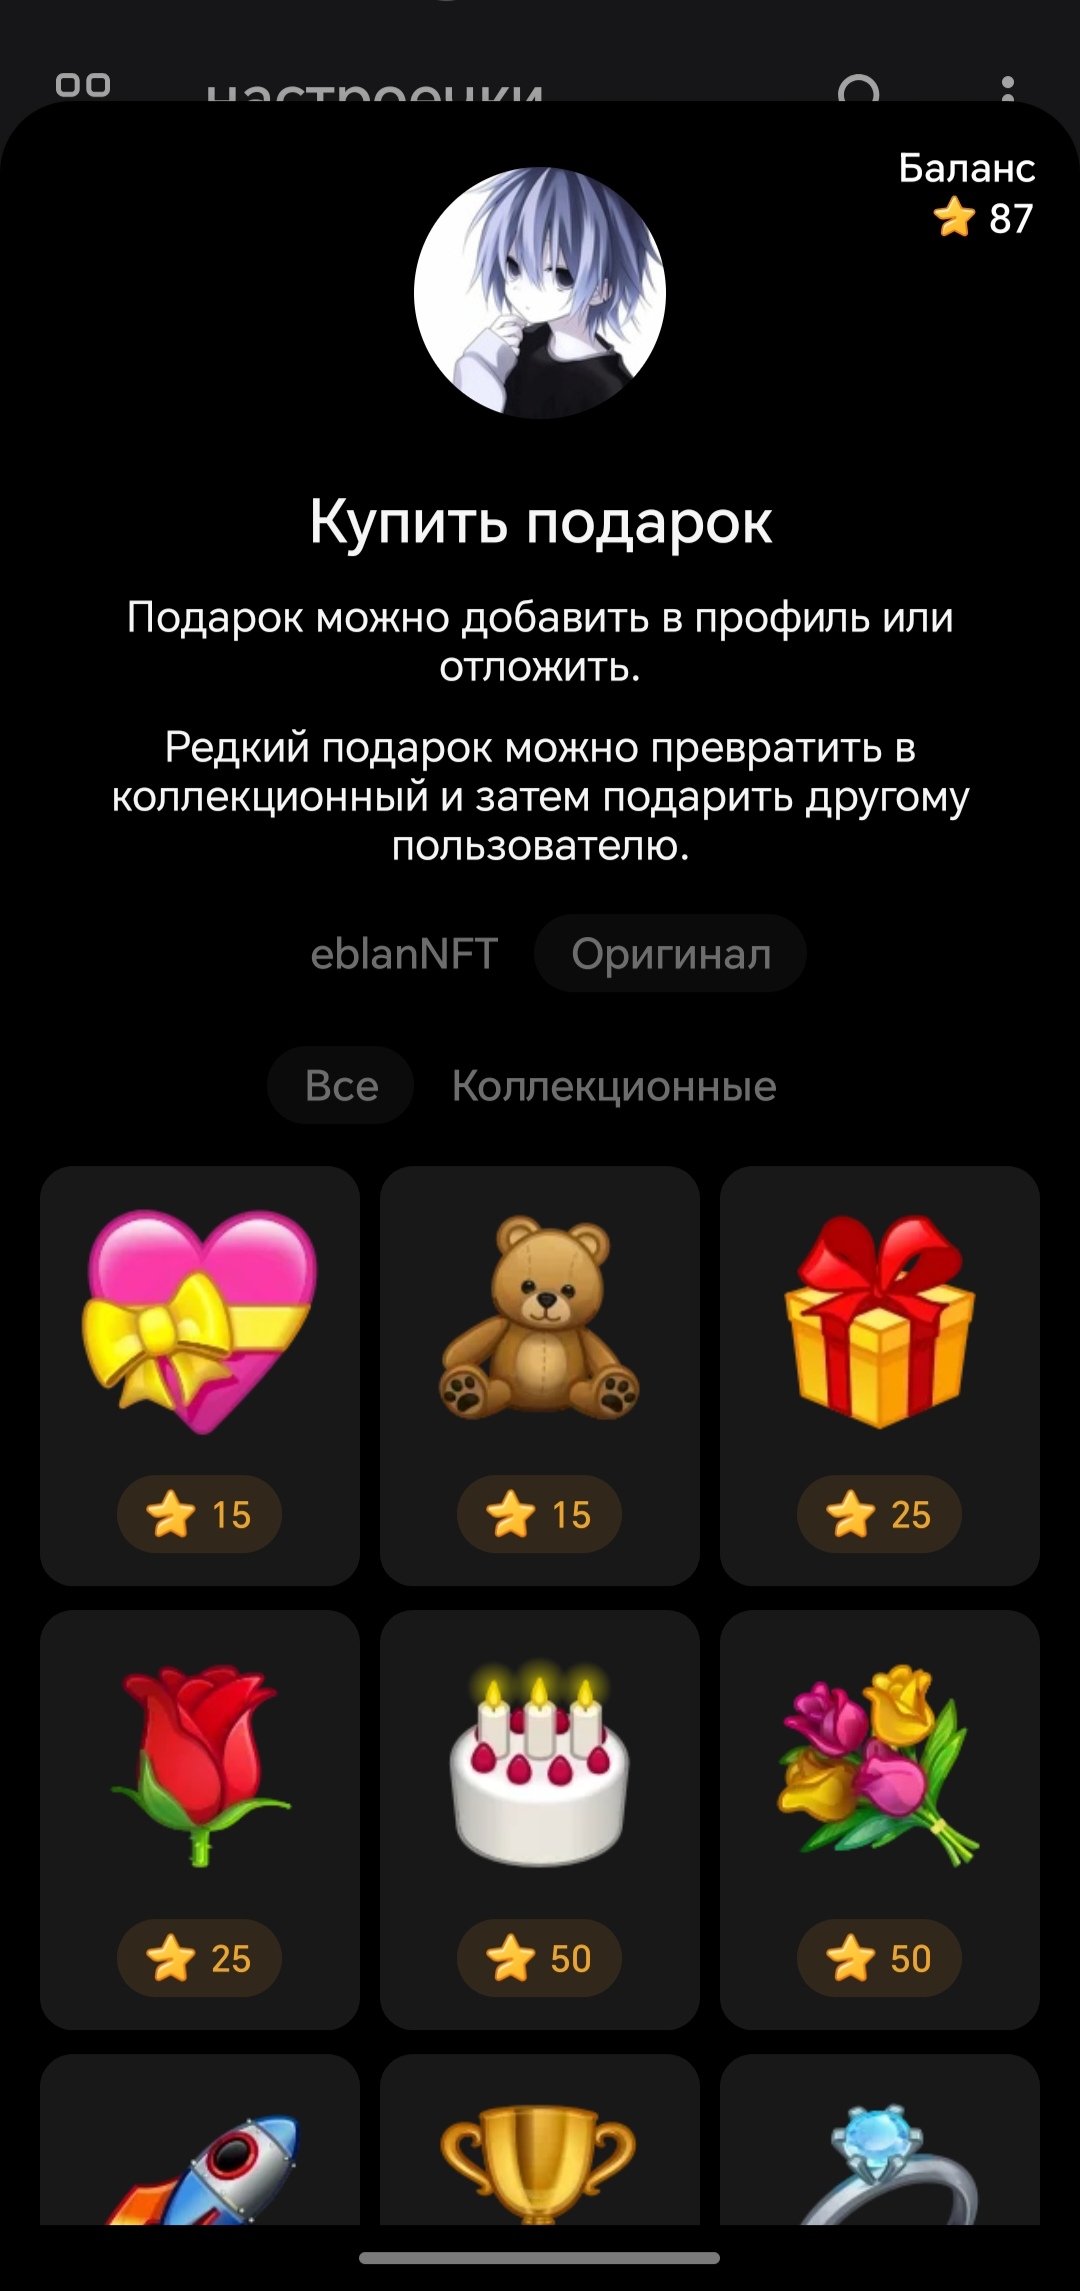 настроечки
Баланс
87
Купить подарок
Подарок можно добавить в профиль или
отложить.
Редкий подарок можно превратить в
коллекционный и затем подарить другому
пользователю.
eblanNFT Оригинал
Все Коллекционные
15 15 25
25 50 50